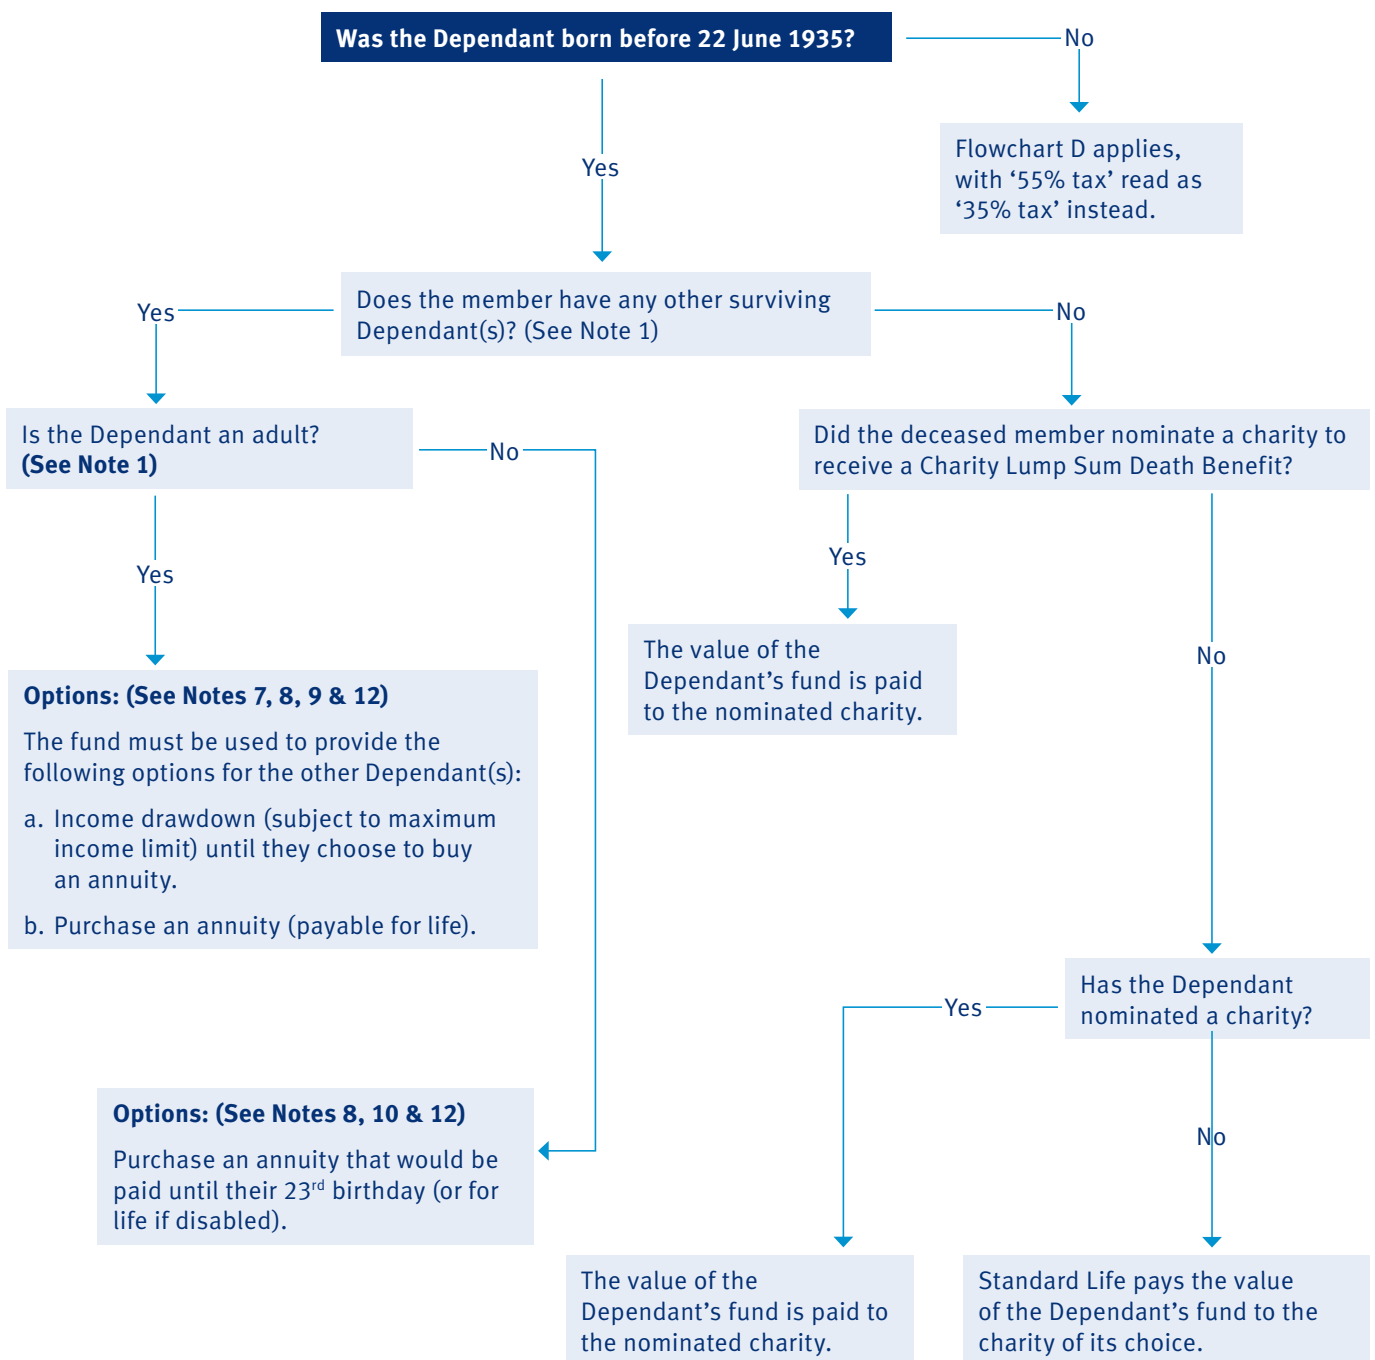 Was the Dependant born before 22 June 1935?
No
Flowchart D applies,
with ‘55% tax’ read as
‘35% tax’ instead.
Yes
Does the member have any other surviving
Dependant(s)? (See Note 1)
Yes
No
Is the Dependant an adult?
(See Note 1)
No
Did the deceased member nominate a charity to
receive a Charity Lump Sum Death Benefit?
Yes
Yes
The value of the
Dependant’s fund is paid
to the nominated charity.
No
Options: (See Notes 7, 8, 9 & 12)
The fund must be used to provide the
following options for the other Dependant(s):
a. Income drawdown (subject to maximum
income limit) until they choose to buy
an annuity.
b. Purchase an annuity (payable for life).
Has the Dependant
nominated a charity?
Yes
No
Options: (See Notes 8, 10 & 12)
Purchase an annuity that would be
paid until their 23rd birthday (or for
life if disabled).
The value of the
Dependant’s fund is paid to
the nominated charity.
Standard Life pays the value
of the Dependant’s fund to the
charity of its choice.